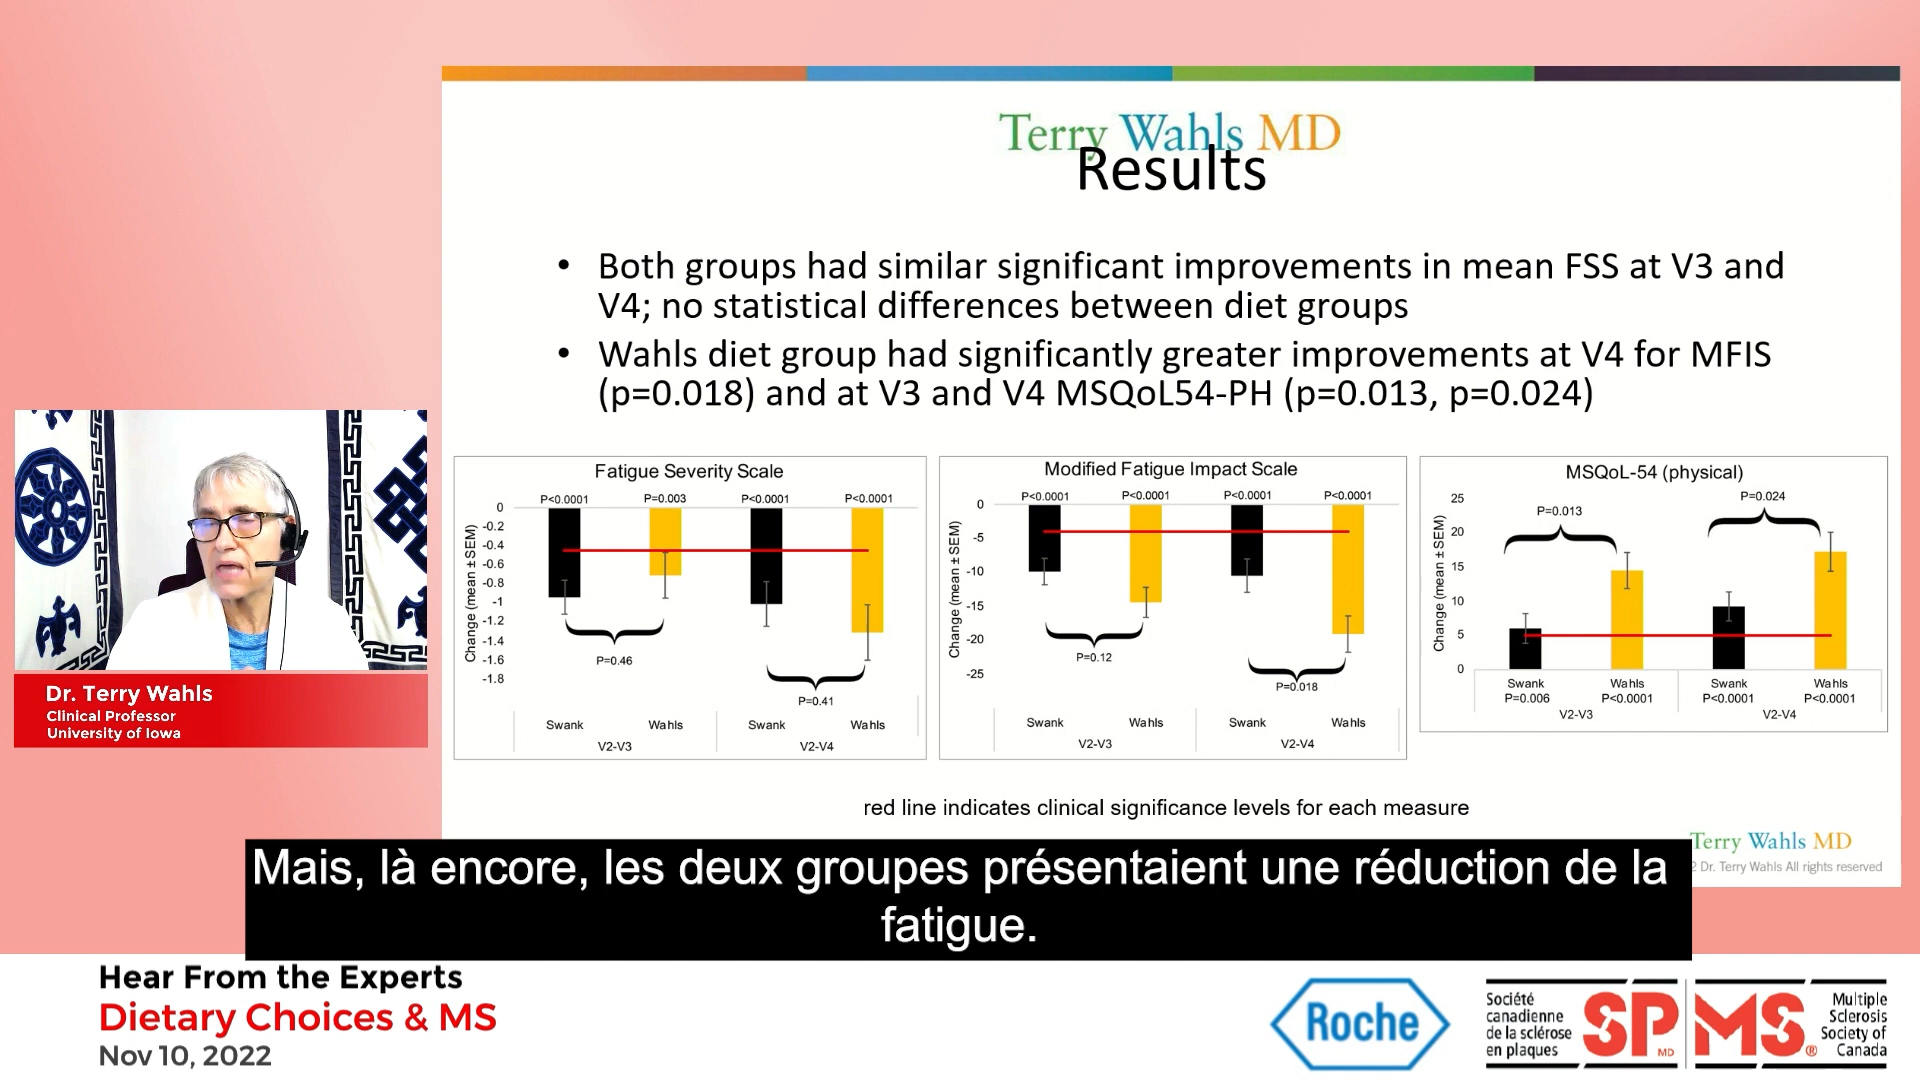 Terry Wahls MD
Results
• Both groups had similar significant improvements in mean FSS at V3 and
V4; no statistical differences between diet groups
• Wahls diet group had significantly greater improvements at V4 for MFIS
(p=0.018) and at V3 and V4 MSQoL54-PH (p=0.013, p=0.024)
Fatigue Severity Scale
P<0.0001 P=0.003 P<0.0001 P<0.0001
Change (mean ± SEM)
0
-0.2
-0.4
-0.6
-0.8
-1
-1.2
-1.4
-1.6
-1.8
P=0.46
P=0.41
Swank Wahls Swank Wahls
V2-V3 V2-V4
Modified Fatigue Impact Scale
P<0.0001 P<0.0001 P<0.0001 P<0.0001
Change (mean ± SEM)
0
-5
-10
-15
-20
-25
P=0.12
P=0.018
Swank Wahls Swank Wahls
V2-V3 V2-V4
MSQoL-54 (physical)
P=0.024
P=0.013
Change (mean ± SEM)
25
20
15
10
5
0
Swank Wahls Swank Wahls
P=0.006 P<0.0001 P<0.0001 P<0.0001
V2-V3 V2-V4
red line indicates clinical significance levels for each measure
Terry Wahls MD
2 Dr. Terry Wahls All rights reserved
Dr. Terry Wahls
Clinical Professor
University of Iowa
Mais, là encore, les deux groupes présentaient une réduction de la
fatigue.
Hear From the Experts
Dietary Choices & MS
Nov 10, 2022
Roche
Société
canadienne
de la sclérose
en plaques
SP
MD
MS®
Multiple
Sclerosis
Society of
Canada